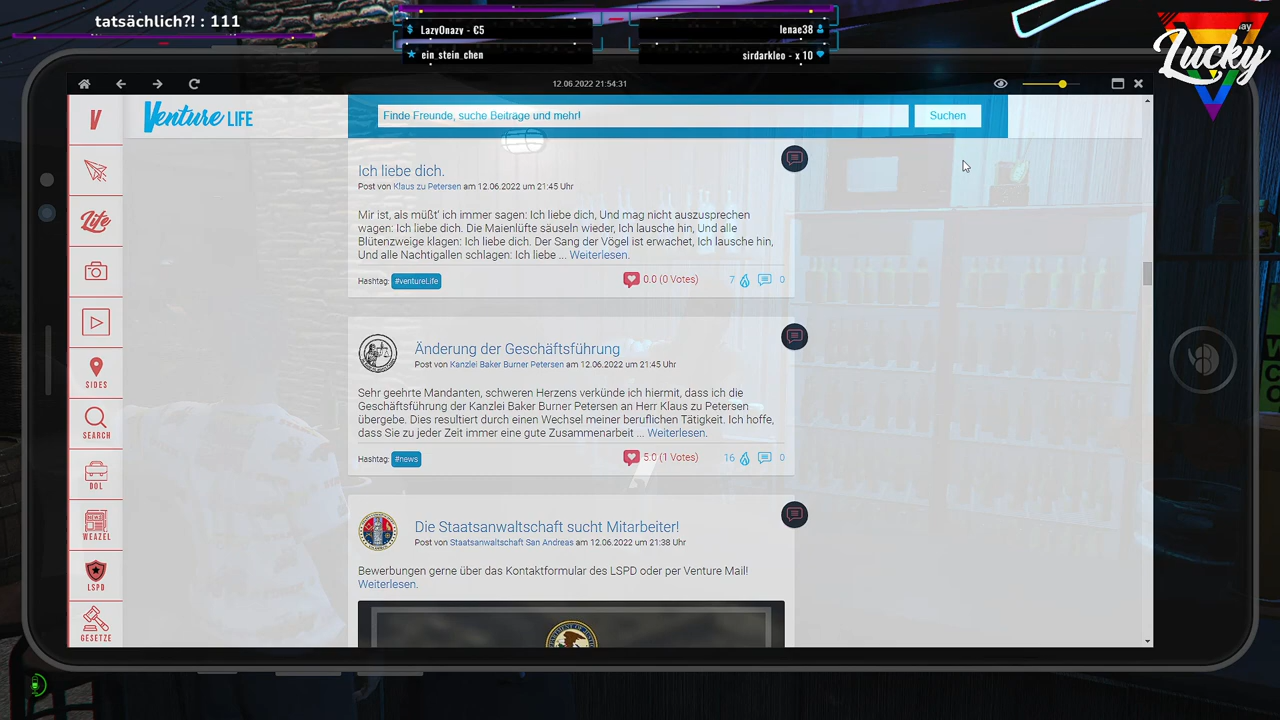 tatsächlich?! : 111
LazyOnazy - €5
lenae38
ein_stein_chen
sirdarkleo - x 10
Lucky
12.06.2022 21:54:31
V
Venture LIFE
Finde Freunde, suche Beiträge und mehr!
Suchen
Life
SIDES
SEARCH
DOL
WEAZEL
LSPD
GESETZE
Ich liebe dich.
Post von Klaus zu Petersen am 12.06.2022 um 21:45 Uhr
Mir ist, als müßt' ich immer sagen: Ich liebe dich, Und mag nicht auszusprechen
wagen: Ich liebe dich. Die Maienlüfte säuseln wieder, Ich lausche hin, Und alle
Blütenzweige klagen: Ich liebe dich. Der Sang der Vögel ist erwachet, Ich lausche hin,
Und alle Nachtigallen schlagen: Ich liebe ... Weiterlesen.
Hashtag: #ventureLife
0.0 (0 Votes) 7 0
Änderung der Geschäftsführung
Post von Kanzlei Baker Burner Petersen am 12.06.2022 um 21:45 Uhr
Sehr geehrte Mandanten, schweren Herzens verkünde ich hiermit, dass ich die
Geschäftsführung der Kanzlei Baker Burner Petersen an Herr Klaus zu Petersen
übergebe. Dies resultiert durch einen Wechsel meiner beruflichen Tätigkeit. Ich hoffe,
dass Sie zu jeder Zeit immer eine gute Zusammenarbeit ... Weiterlesen.
Hashtag: #news
5.0 (1 Votes) 16 0
Die Staatsanwaltschaft sucht Mitarbeiter!
Post von Staatsanwaltschaft San Andreas am 12.06.2022 um 21:38 Uhr
Bewerbungen gerne über das Kontaktformular des LSPD oder per Venture Mail!
Weiterlesen.